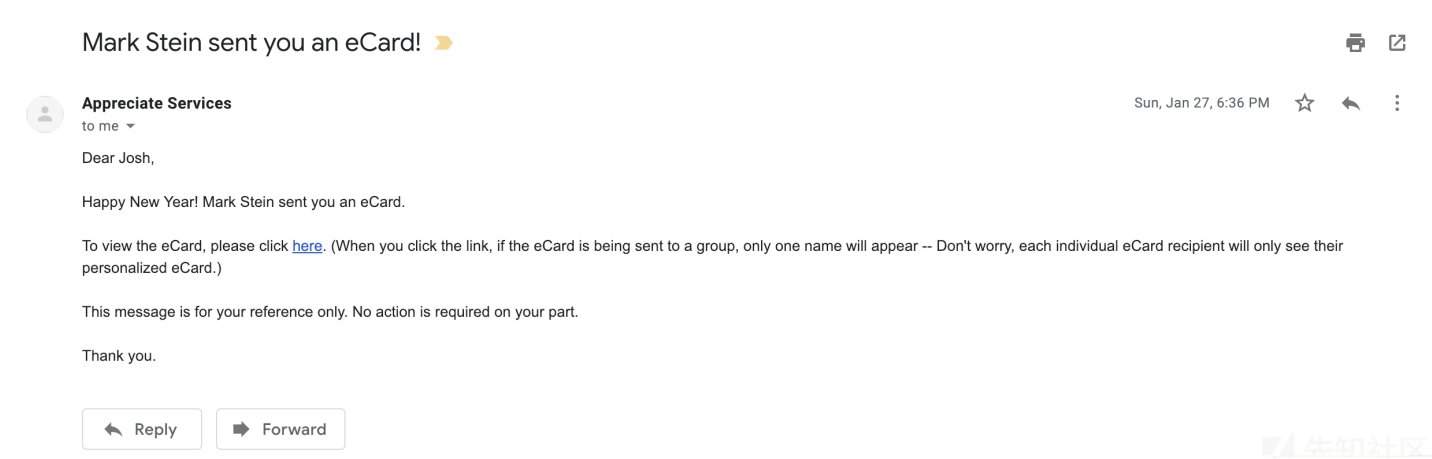 Mark Stein sent you an eCard!
Appreciate Services
Sun, Jan 27, 6:36 PM
to me
Dear Josh,
Happy New Year! Mark Stein sent you an eCard.
To view the eCard, please click here. (When you click the link, if the eCard is being sent to a group, only one name will appear -- Don't worry, each individual eCard recipient will only see their
personalized eCard.)
This message is for your reference only. No action is required on your part.
Thank you.
Reply
Forward
先知社区